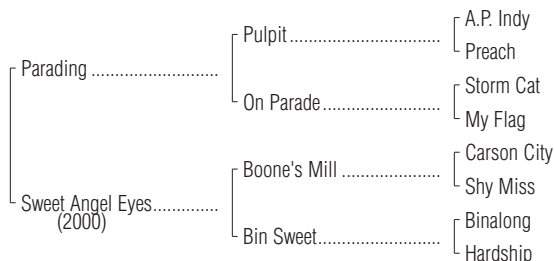 A.P. Indy
Pulpit
Preach
Parading
Storm Cat
On Parade
My Flag
Carson City
Boone's Mill
Shy Miss
Sweet Angel Eyes
(2000)
Binalong
Bin Sweet
Hardship